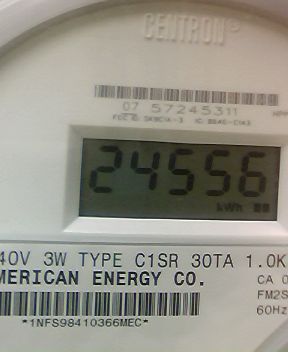 CENTRON®
07 57245311
24556
kWh
40V 3W TYPE C1SR 30TA 1.0K
MERICAN ENERGY CO.
CA 0
FM2S
60Hz
*1NFS98410366MEC*